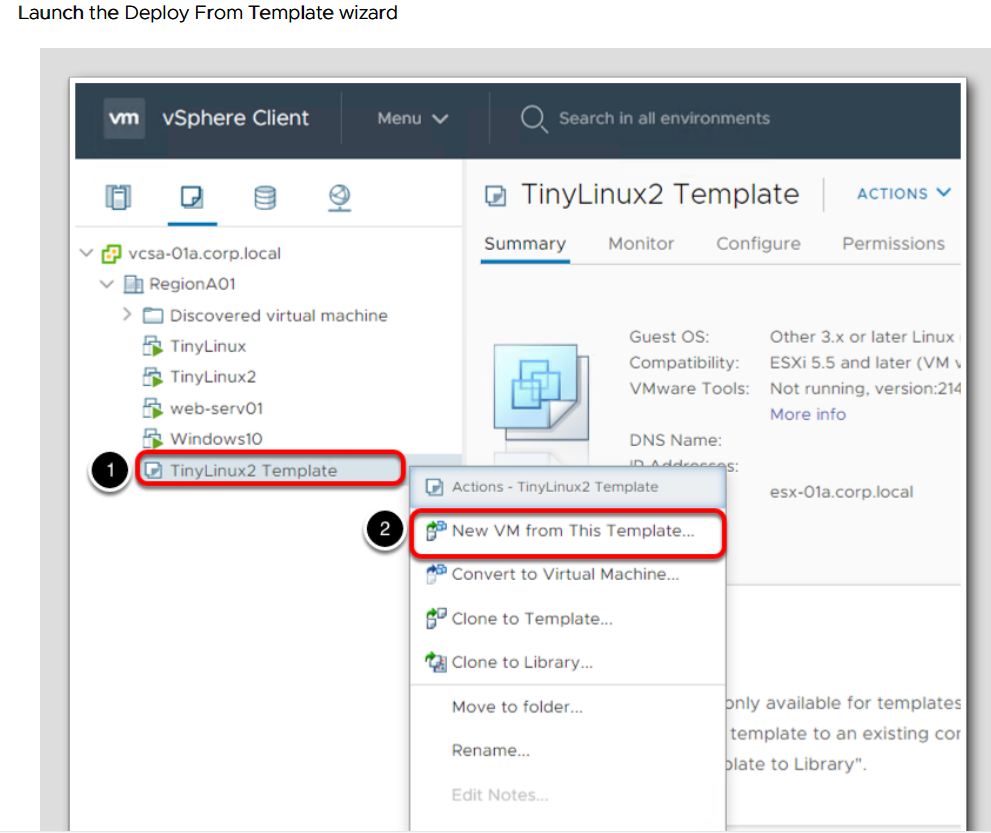 Launch the Deploy From Template wizard
vm vSphere Client Menu Search in all environments
TinyLinux2 Template ACTIONS
Summary Monitor Configure Permissions
vcsa-01a.corp.local
RegionA01
Discovered virtual machine
TinyLinux
TinyLinux2
web-serv01
Windows10
1 TinyLinux2 Template
Guest OS: Other 3.x or later Linux
Compatibility: ESXi 5.5 and later (VM v
VMware Tools: Not running, version:214
More info
DNS Name:
IP Addresses:
esx-01a.corp.local
Actions - TinyLinux2 Template
2 New VM from This Template...
Convert to Virtual Machine...
Clone to Template...
Clone to Library...
Move to folder...
Rename...
Edit Notes...
only available for templates
template to an existing cor
plate to Library".